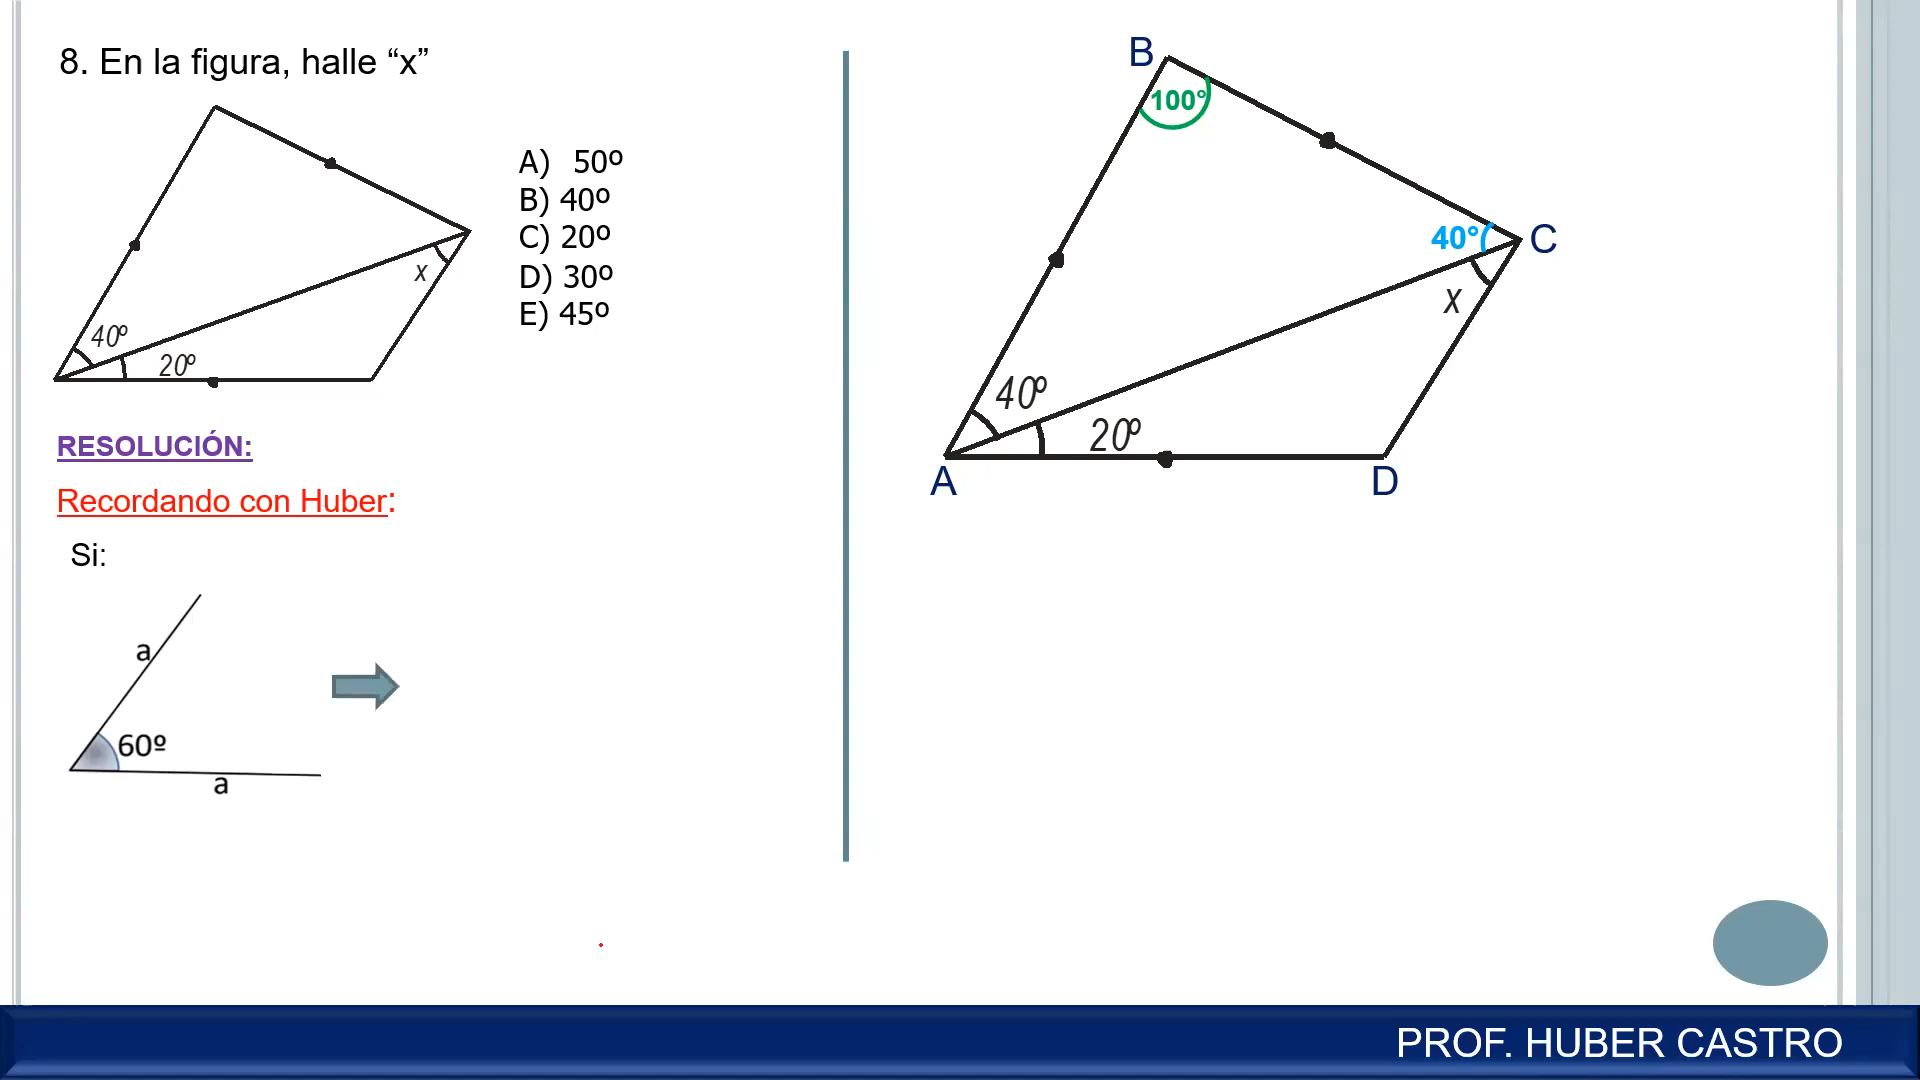 8. En la figura, halle “x”
A) 50º
B) 40º
C) 20º
D) 30º
E) 45º
x
40º
20º
RESOLUCIÓN:
Recordando con Huber:
Si:
a
60º
a
B
100°
40°
C
x
40º
20º
A
D
PROF. HUBER CASTRO